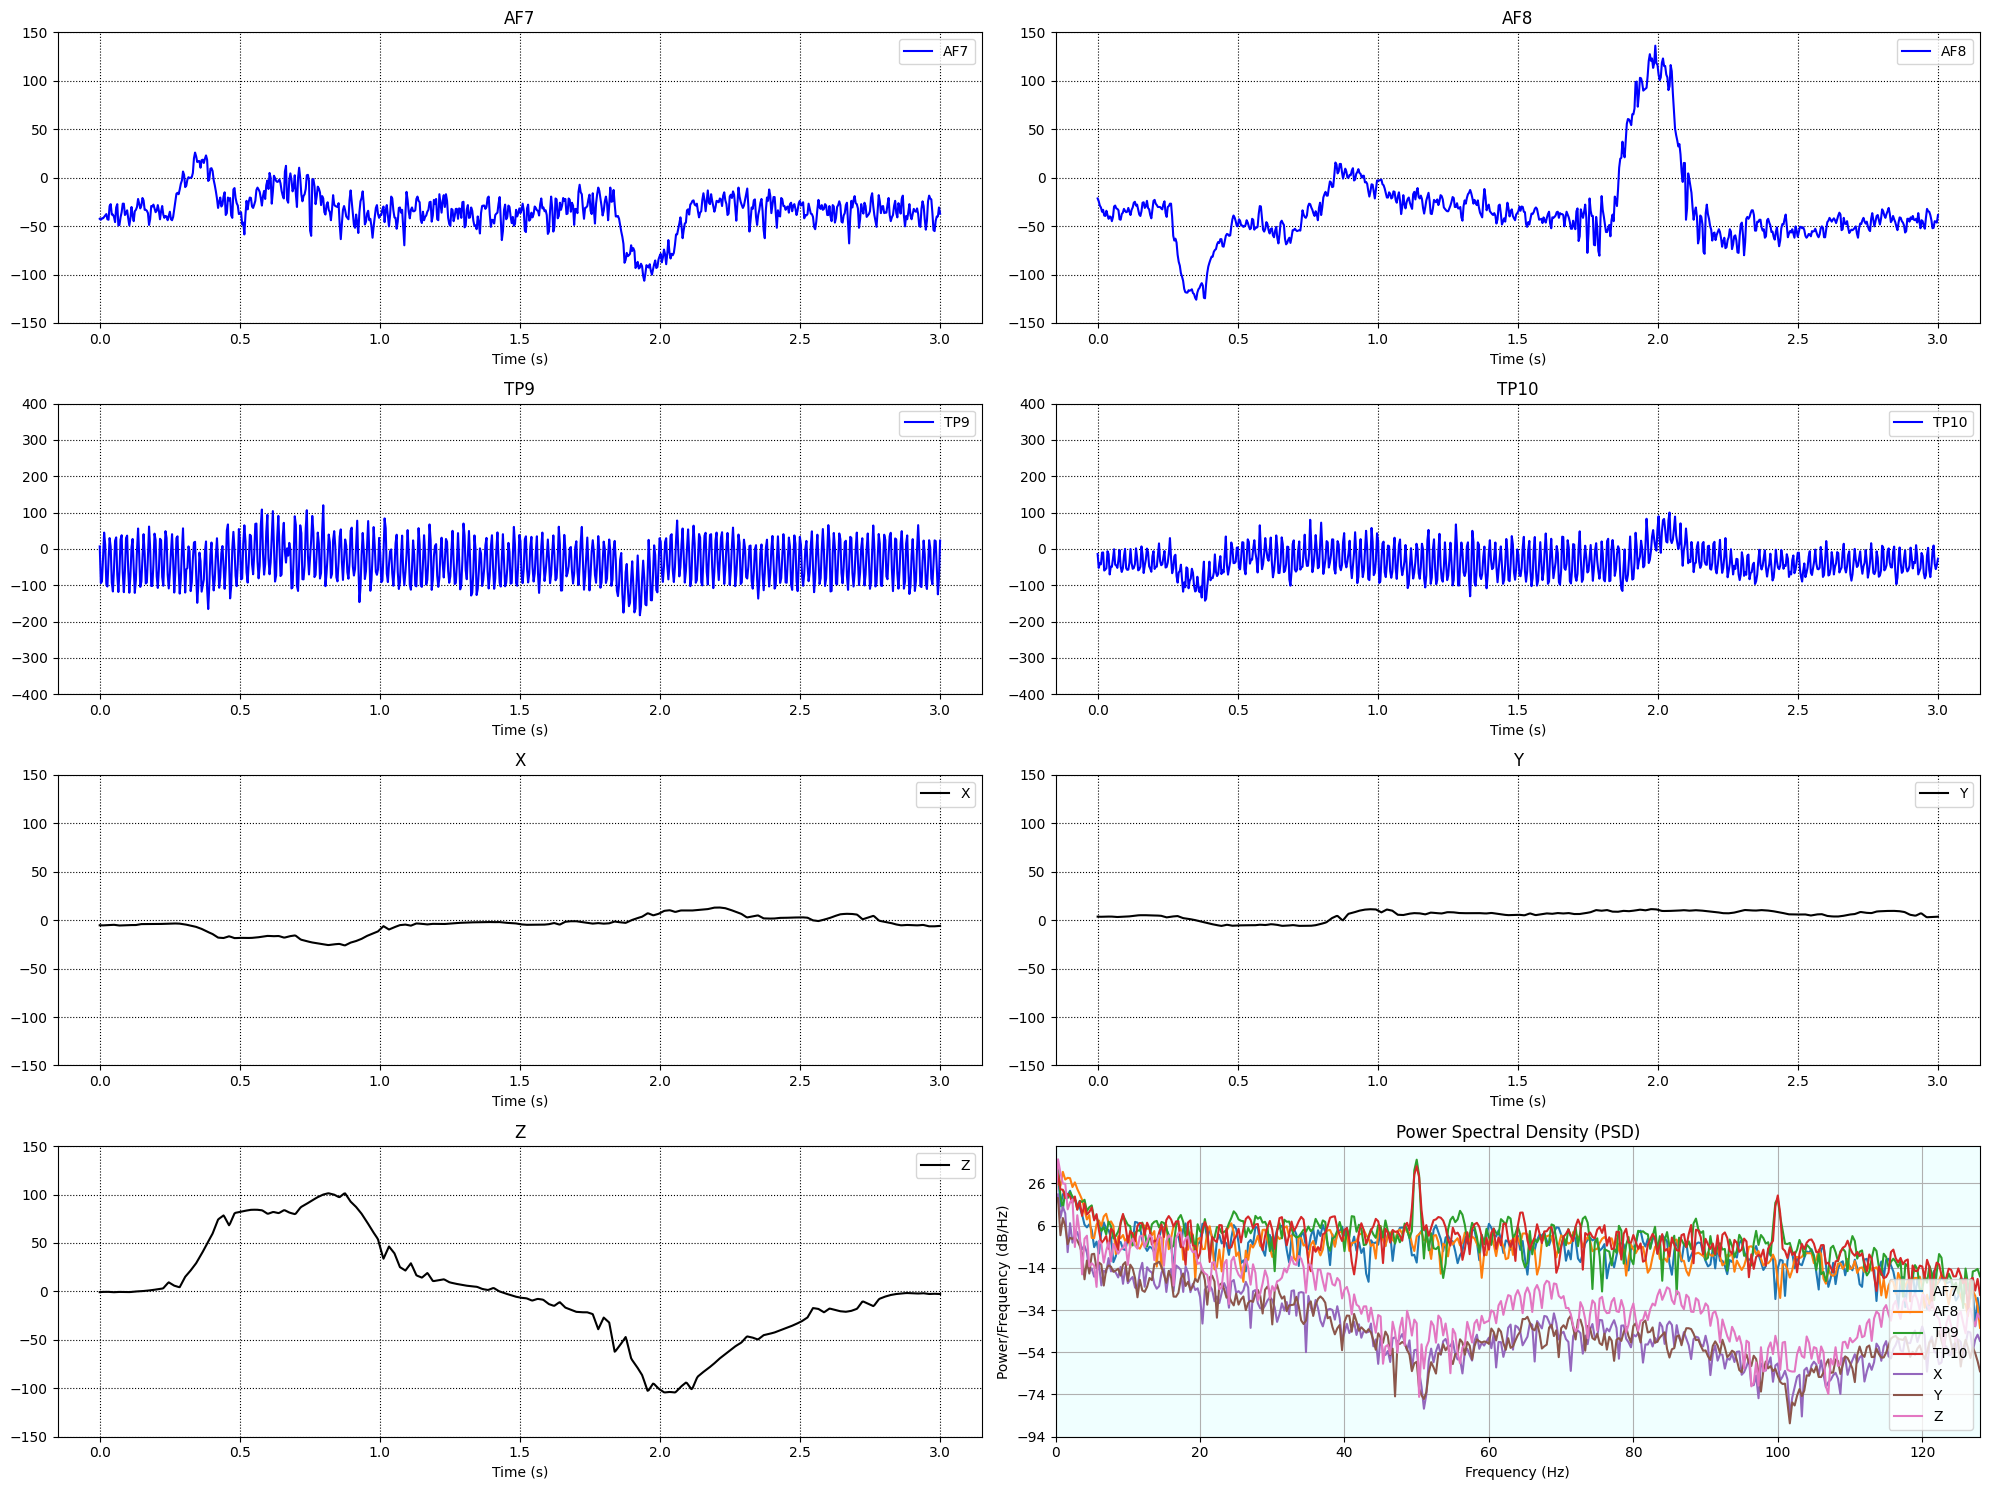 AF7
150
100
50
0
−50
−100
−150
AF7
0.0 0.5 1.0 1.5 2.0 2.5 3.0
Time (s)
AF8
150
100
50
0
−50
−100
−150
AF8
0.0 0.5 1.0 1.5 2.0 2.5 3.0
Time (s)
TP9
400
300
200
100
0
−100
−200
−300
−400
TP9
0.0 0.5 1.0 1.5 2.0 2.5 3.0
Time (s)
TP10
400
300
200
100
0
−100
−200
−300
−400
TP10
0.0 0.5 1.0 1.5 2.0 2.5 3.0
Time (s)
X
150
100
50
0
−50
−100
−150
X
0.0 0.5 1.0 1.5 2.0 2.5 3.0
Time (s)
Y
150
100
50
0
−50
−100
−150
Y
0.0 0.5 1.0 1.5 2.0 2.5 3.0
Time (s)
Z
150
100
50
0
−50
−100
−150
Z
0.0 0.5 1.0 1.5 2.0 2.5 3.0
Time (s)
Power Spectral Density (PSD)
Power/Frequency (dB/Hz)
26
6
−14
−34
−54
−74
−94
AF7
AF8
TP9
TP10
X
Y
Z
0 20 40 60 80 100 120
Frequency (Hz)